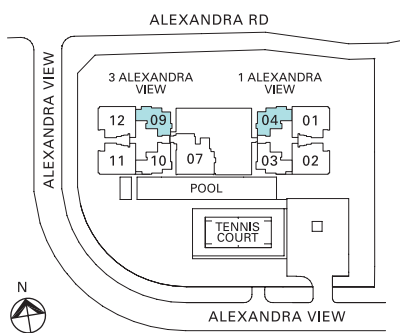 ALEXANDRA RD
ALEXANDRA VIEW
3 ALEXANDRA
VIEW
1 ALEXANDRA
VIEW
12
09
04
01
11
10
07
03
02
POOL
TENNIS
COURT
N
ALEXANDRA VIEW